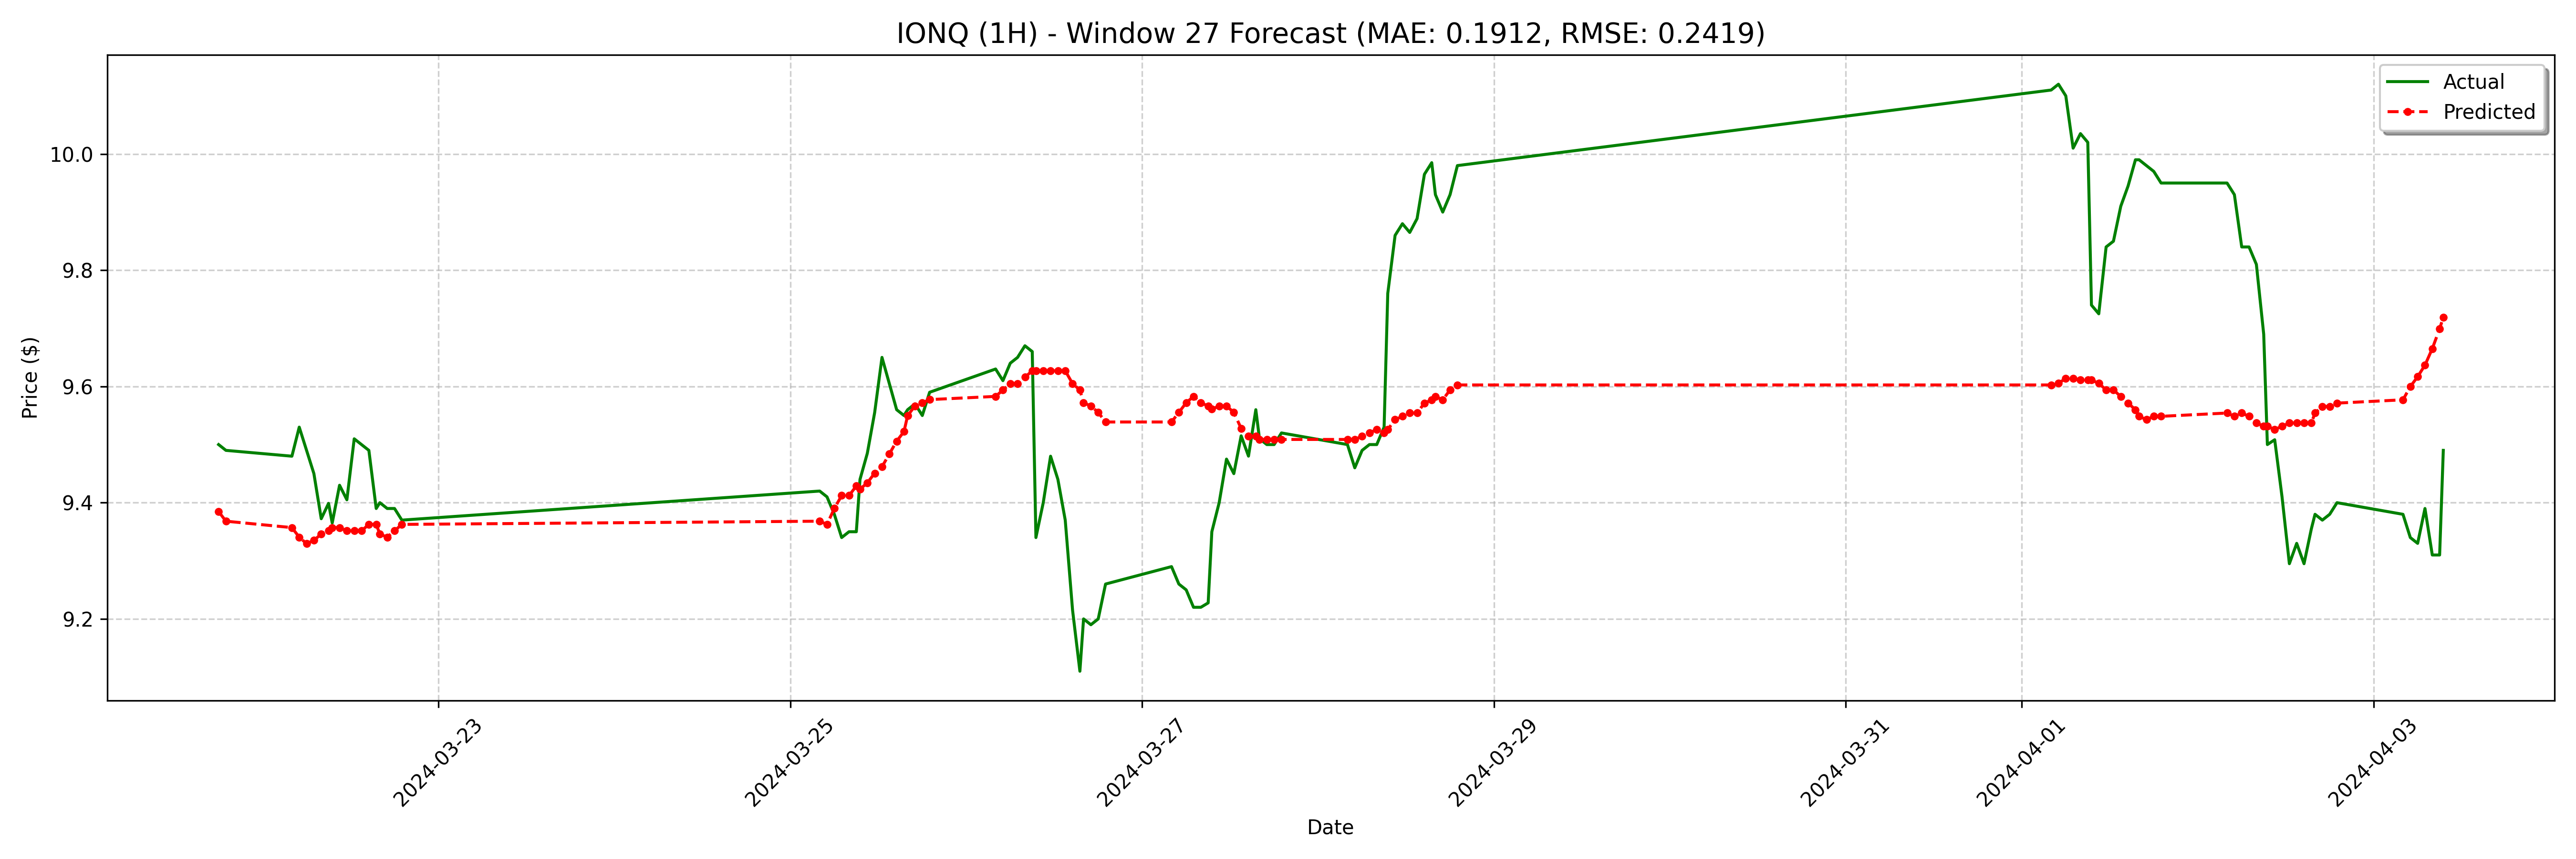 IONQ (1H) - Window 27 Forecast (MAE: 0.1912, RMSE: 0.2419)
Actual
Predicted
Price ($)
10.0
9.8
9.6
9.4
9.2
2024-03-23
2024-03-25
2024-03-27
2024-03-29
2024-03-31
2024-04-01
2024-04-03
Date